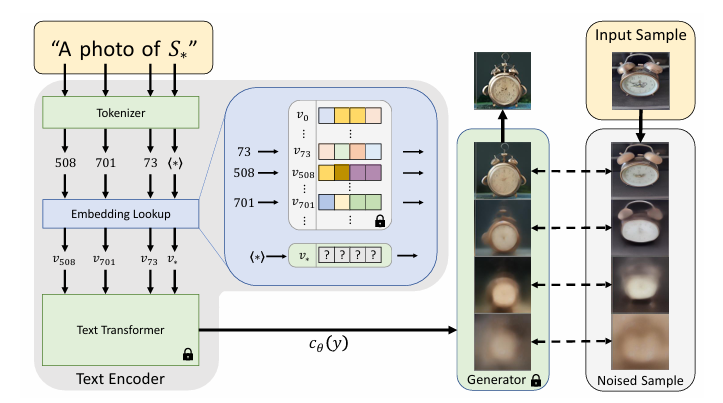 “A photo of S*”
Input Sample
Tokenizer
508 701 73 ⟨*⟩
Embedding Lookup
v508 v701 v73 v*
Text Transformer
Text Encoder
v0
⋮ ⋮
73 v73
508 v508
⋮ ⋮
701 v701
⋮ ⋮
⟨*⟩ v* ? ? ? ?
cθ(y)
Generator
Noised Sample